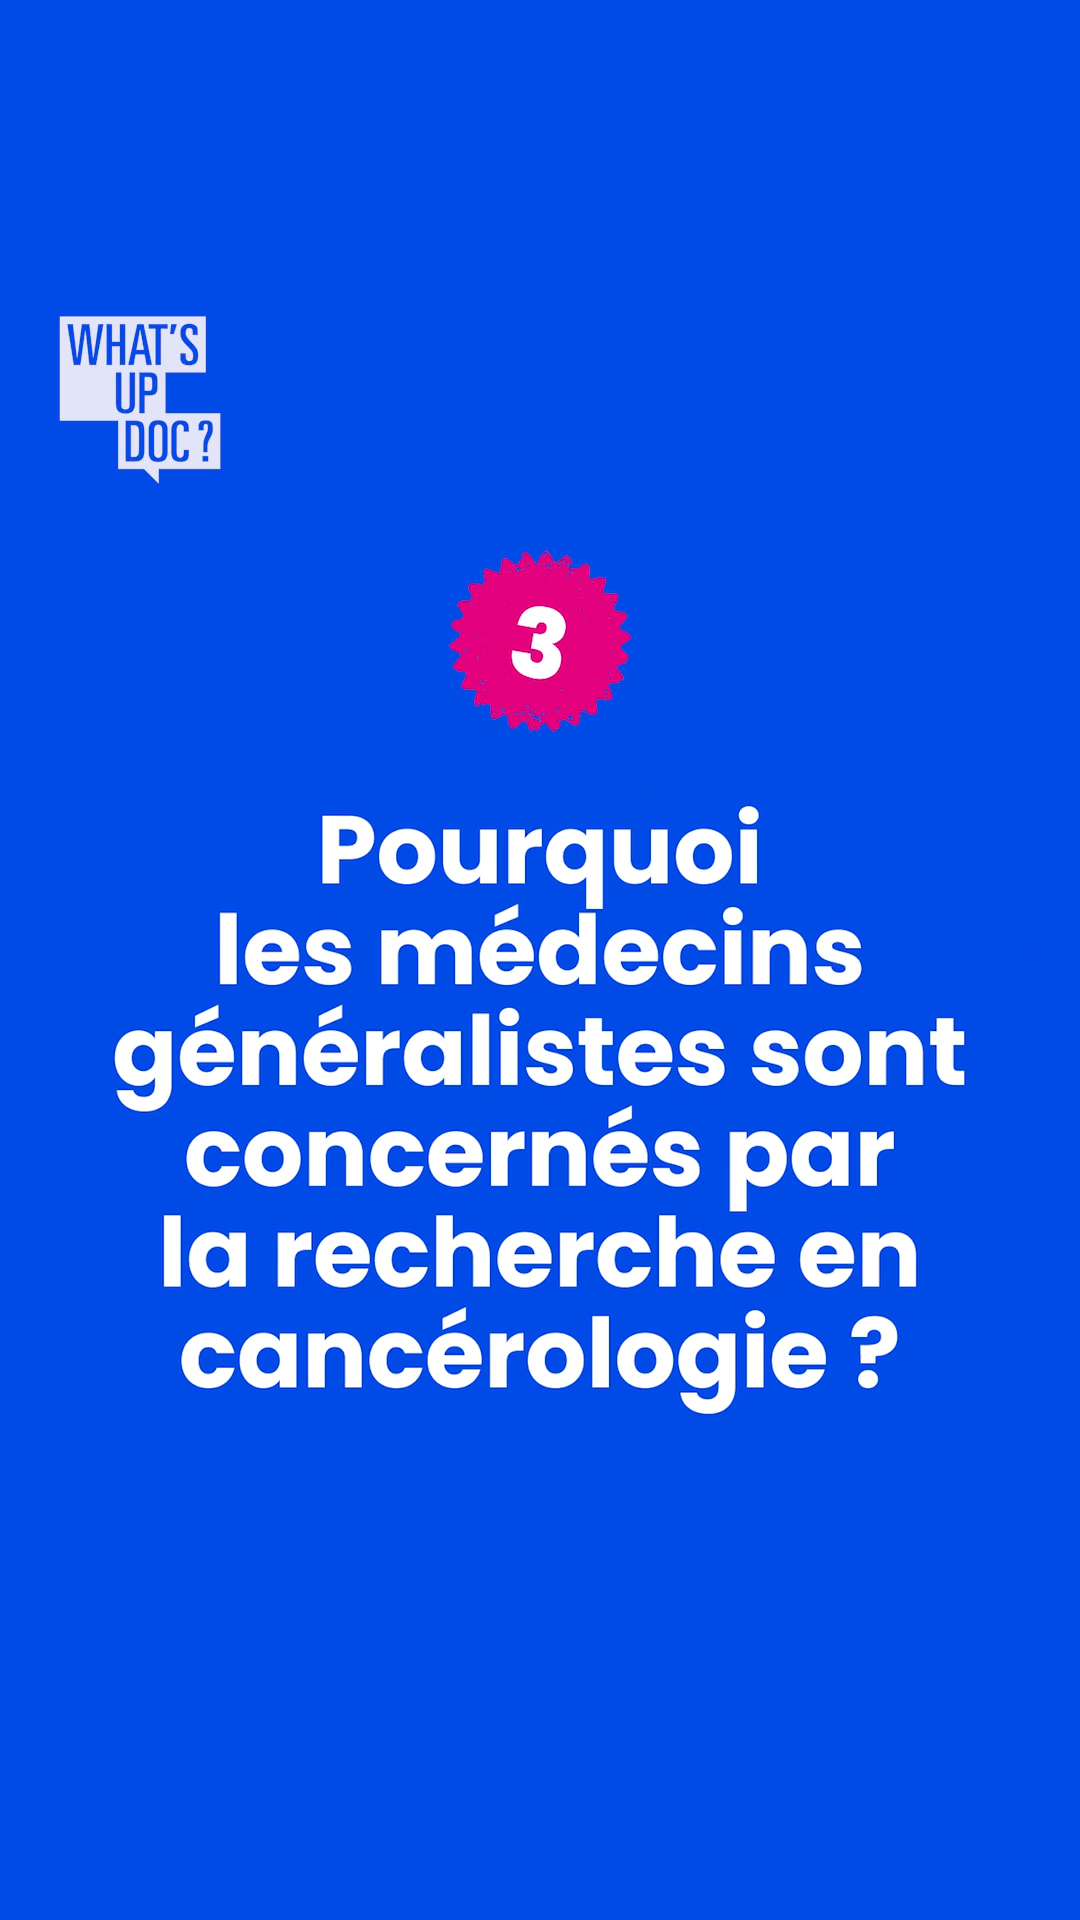 WHAT'S
UP
DOC ?
3
Pourquoi
les médecins
généralistes sont
concernés par
la recherche en
cancérologie ?